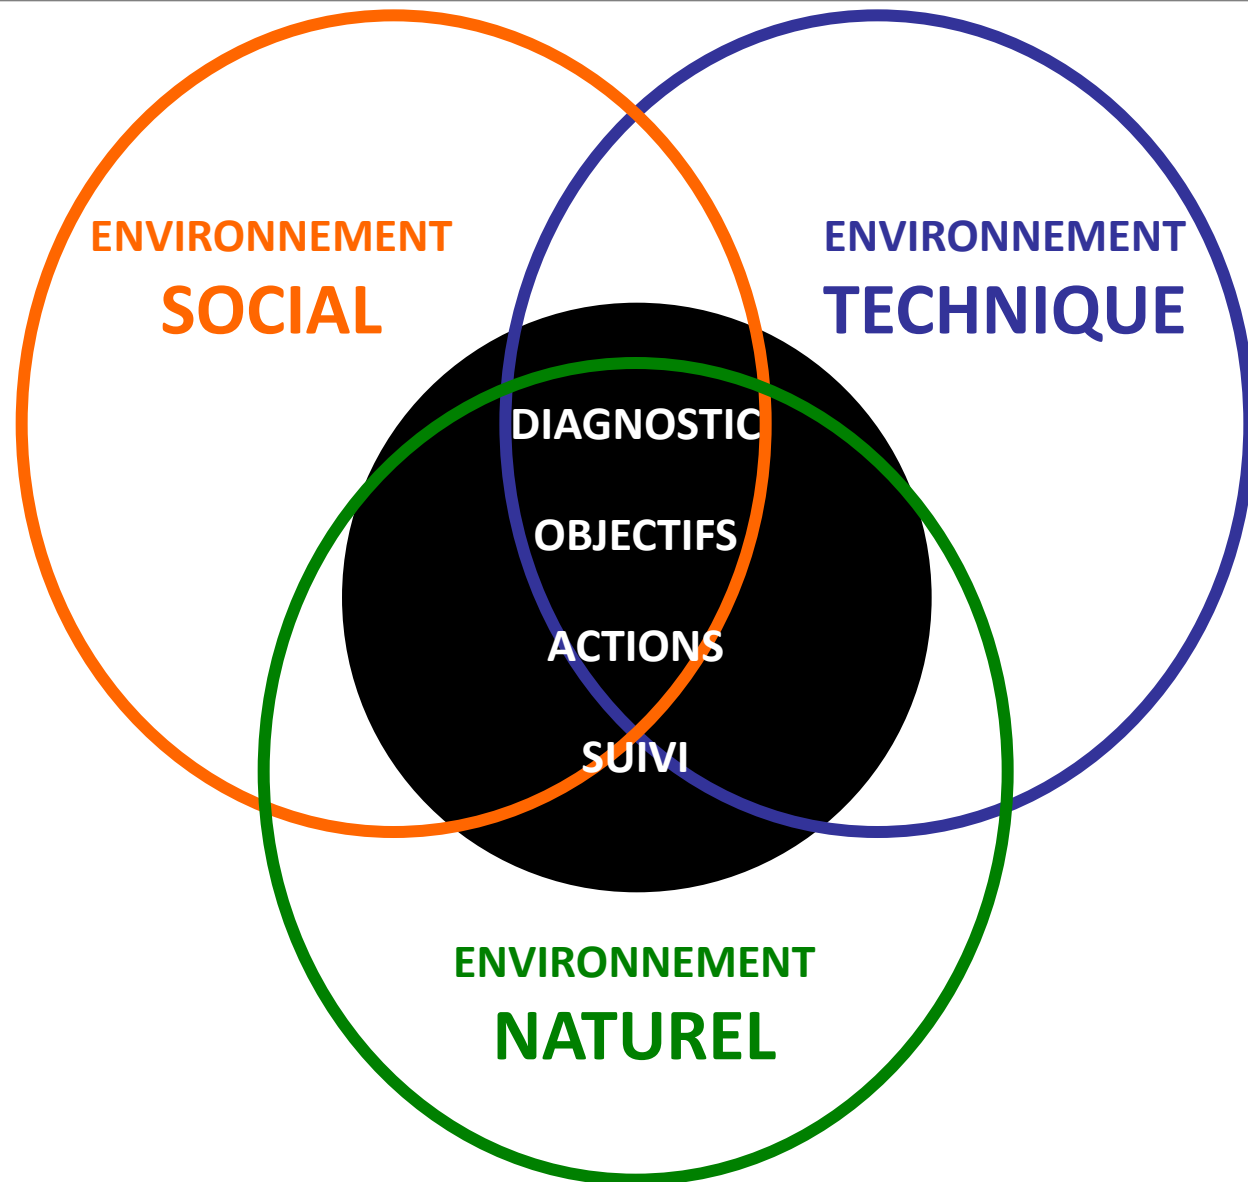 ENVIRONNEMENT
SOCIAL
ENVIRONNEMENT
TECHNIQUE
DIAGNOSTIC
OBJECTIFS
ACTIONS
SUIVI
ENVIRONNEMENT
NATUREL